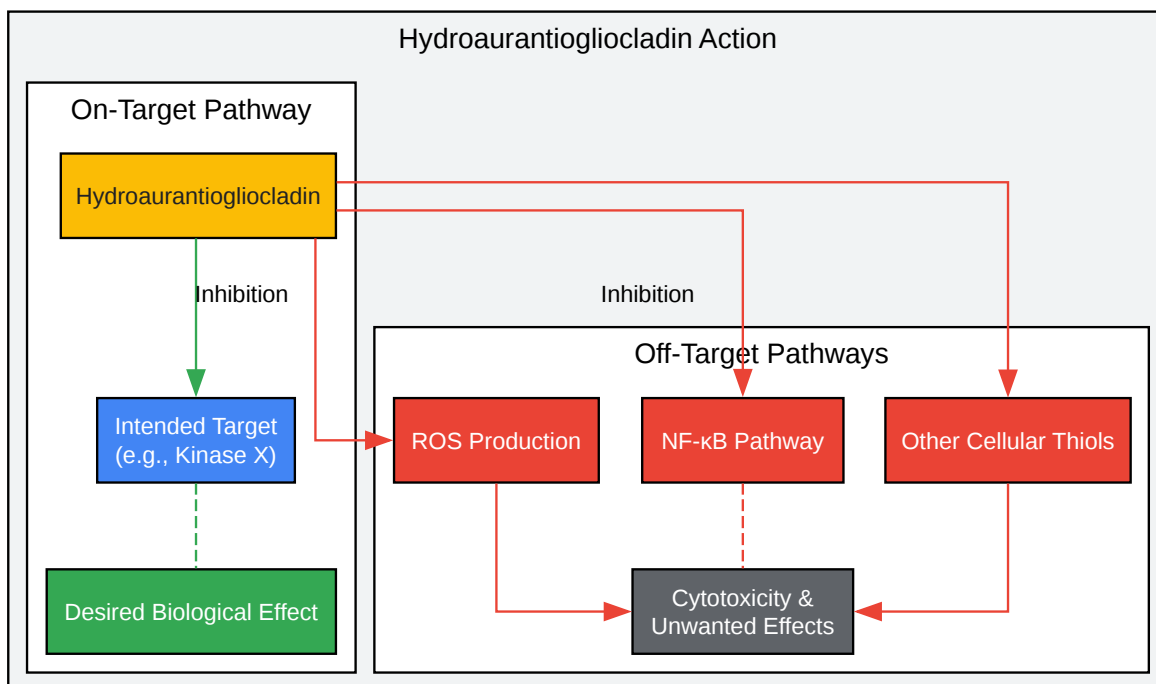 Hydroaurantiogliocladin Action
On-Target Pathway
Hydroaurantiogliocladin
Inhibition
Inhibition
Off-Target Pathways
Intended Target
(e.g., Kinase X)
ROS Production
NF-κB Pathway
Other Cellular Thiols
Desired Biological Effect
Cytotoxicity &
Unwanted Effects